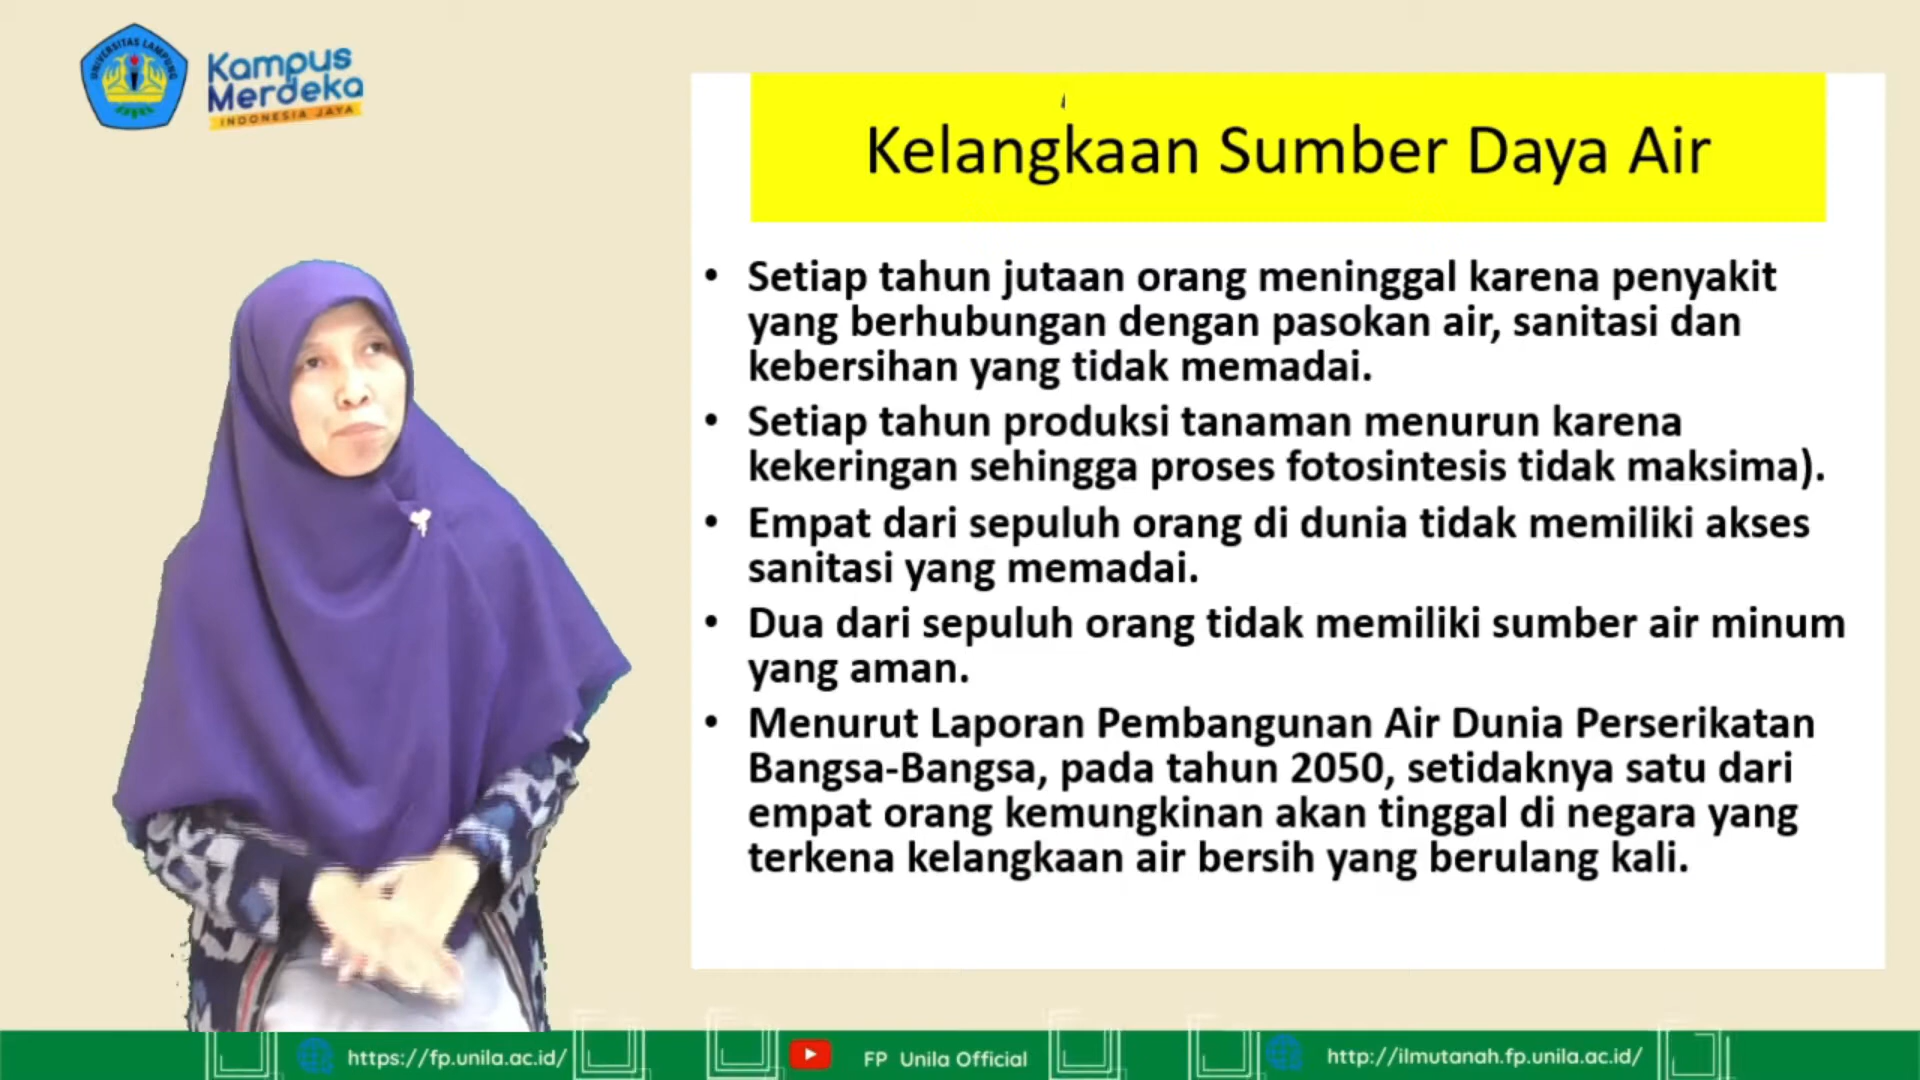 UNIVERSITAS LAMPUNG
Kampus
Merdeka
INDONESIA JAYA
Kelangkaan Sumber Daya Air
• Setiap tahun jutaan orang meninggal karena penyakit
yang berhubungan dengan pasokan air, sanitasi dan
kebersihan yang tidak memadai.
• Setiap tahun produksi tanaman menurun karena
kekeringan sehingga proses fotosintesis tidak maksima).
• Empat dari sepuluh orang di dunia tidak memiliki akses
sanitasi yang memadai.
• Dua dari sepuluh orang tidak memiliki sumber air minum
yang aman.
• Menurut Laporan Pembangunan Air Dunia Perserikatan
Bangsa-Bangsa, pada tahun 2050, setidaknya satu dari
empat orang kemungkinan akan tinggal di negara yang
terkena kelangkaan air bersih yang berulang kali.
https://fp.unila.ac.id/
FP Unila Official
http://ilmutanah.fp.unila.ac.id/